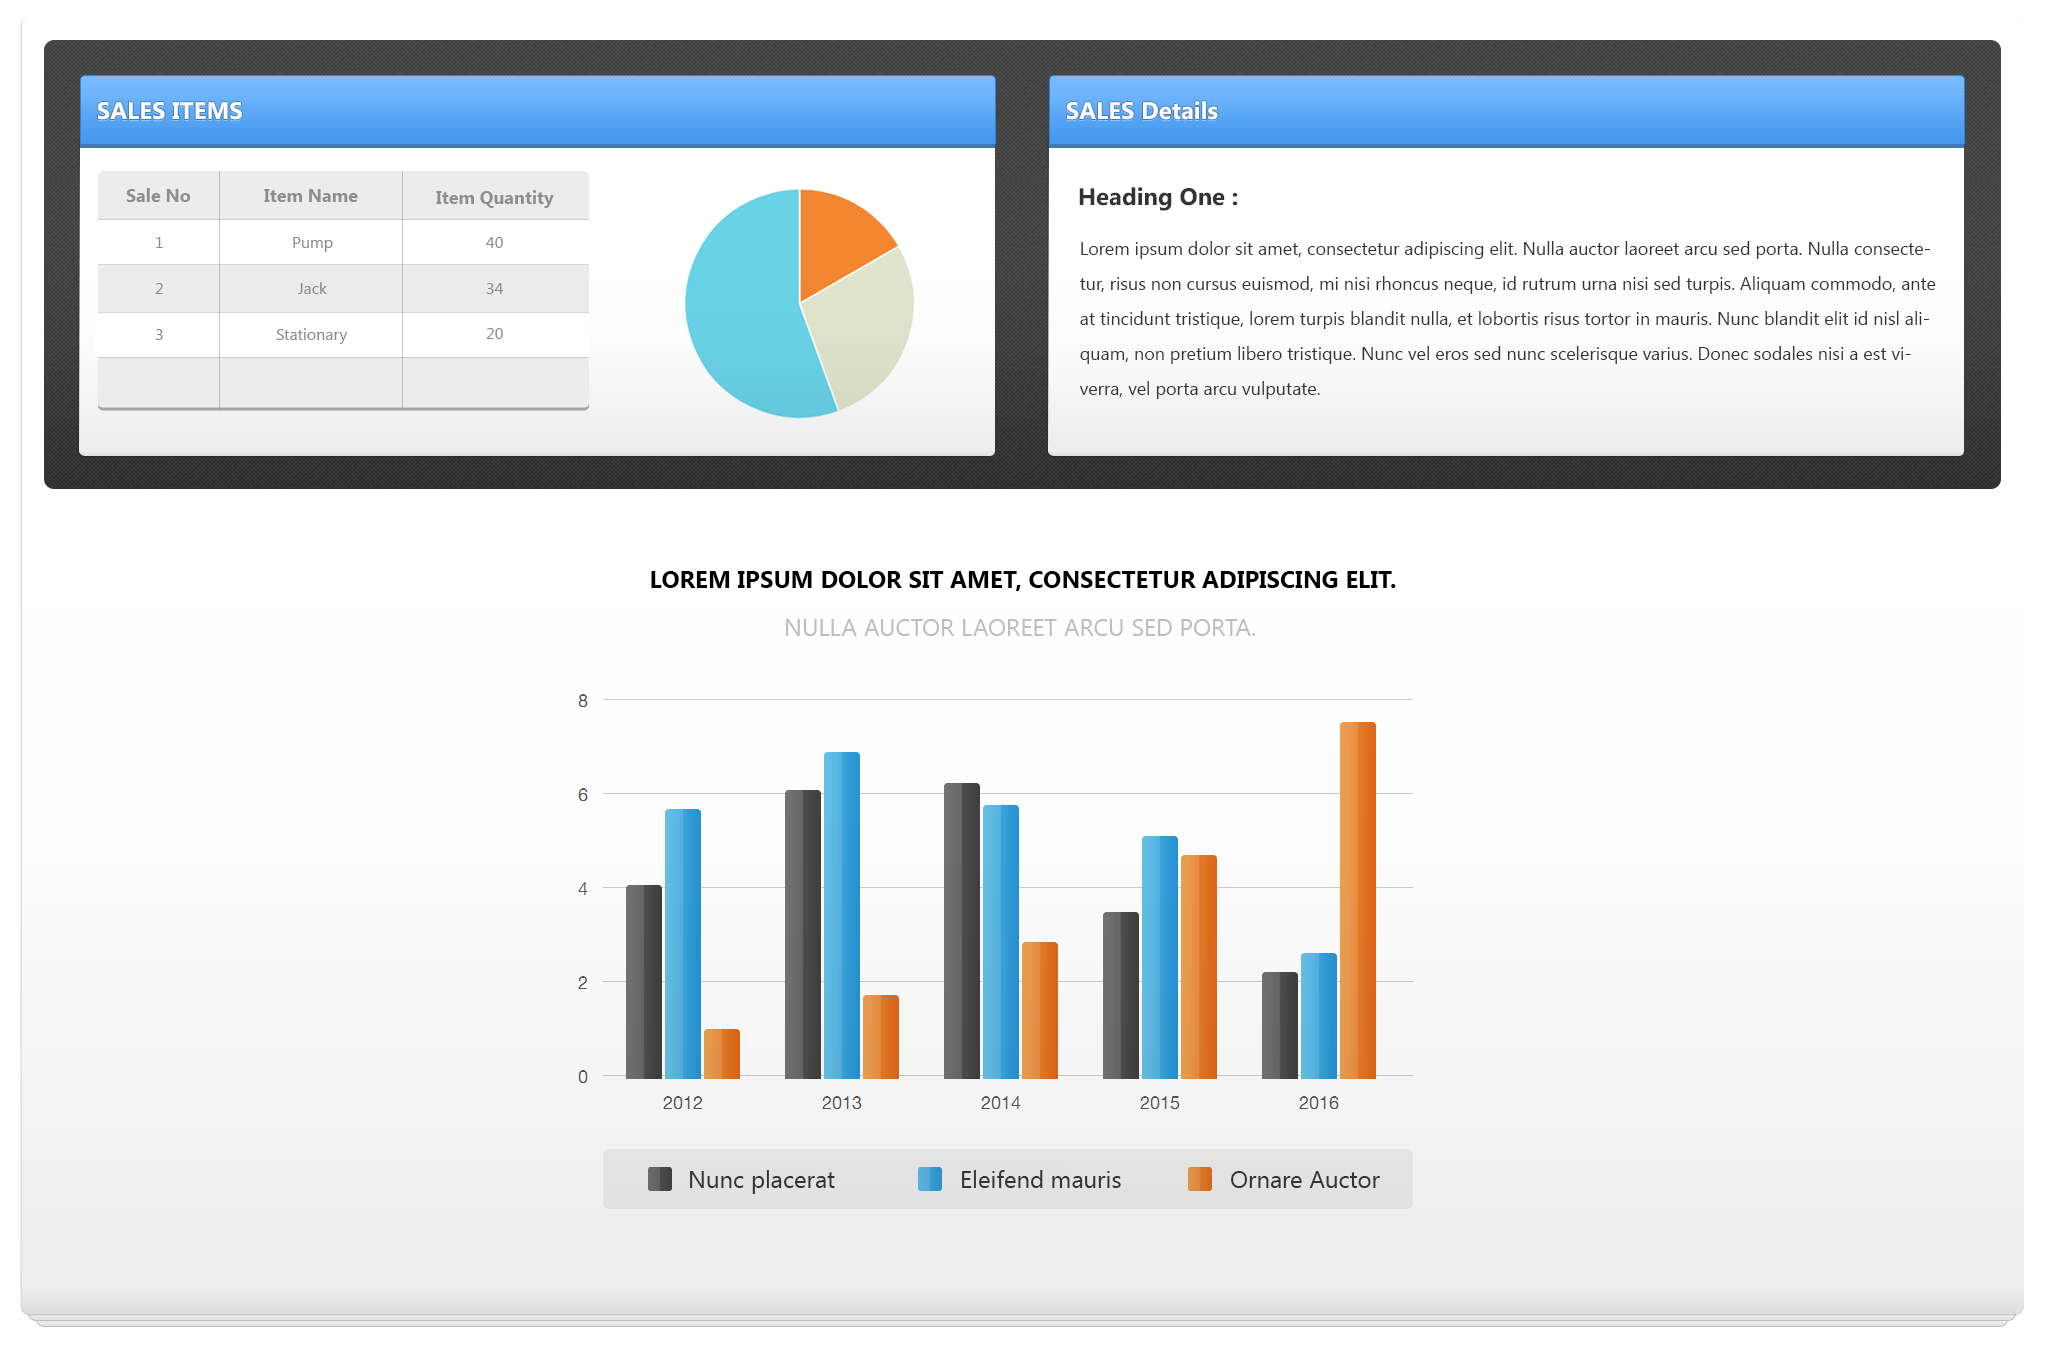 SALES ITEMS
Sale No Item Name Item Quantity
1 Pump 40
2 Jack 34
3 Stationary 20
SALES Details
Heading One :
Lorem ipsum dolor sit amet, consectetur adipiscing elit. Nulla auctor laoreet arcu sed porta. Nulla consecte-
tur, risus non cursus euismod, mi nisi rhoncus neque, id rutrum urna nisi sed turpis. Aliquam commodo, ante
at tincidunt tristique, lorem turpis blandit nulla, et lobortis risus tortor in mauris. Nunc blandit elit id nisl ali-
quam, non pretium libero tristique. Nunc vel eros sed nunc scelerisque varius. Donec sodales nisi a est vi-
verra, vel porta arcu vulputate.
LOREM IPSUM DOLOR SIT AMET, CONSECTETUR ADIPISCING ELIT.
NULLA AUCTOR LAOREET ARCU SED PORTA.
8
6
4
2
0
2012 2013 2014 2015 2016
Nunc placerat Eleifend mauris Ornare Auctor